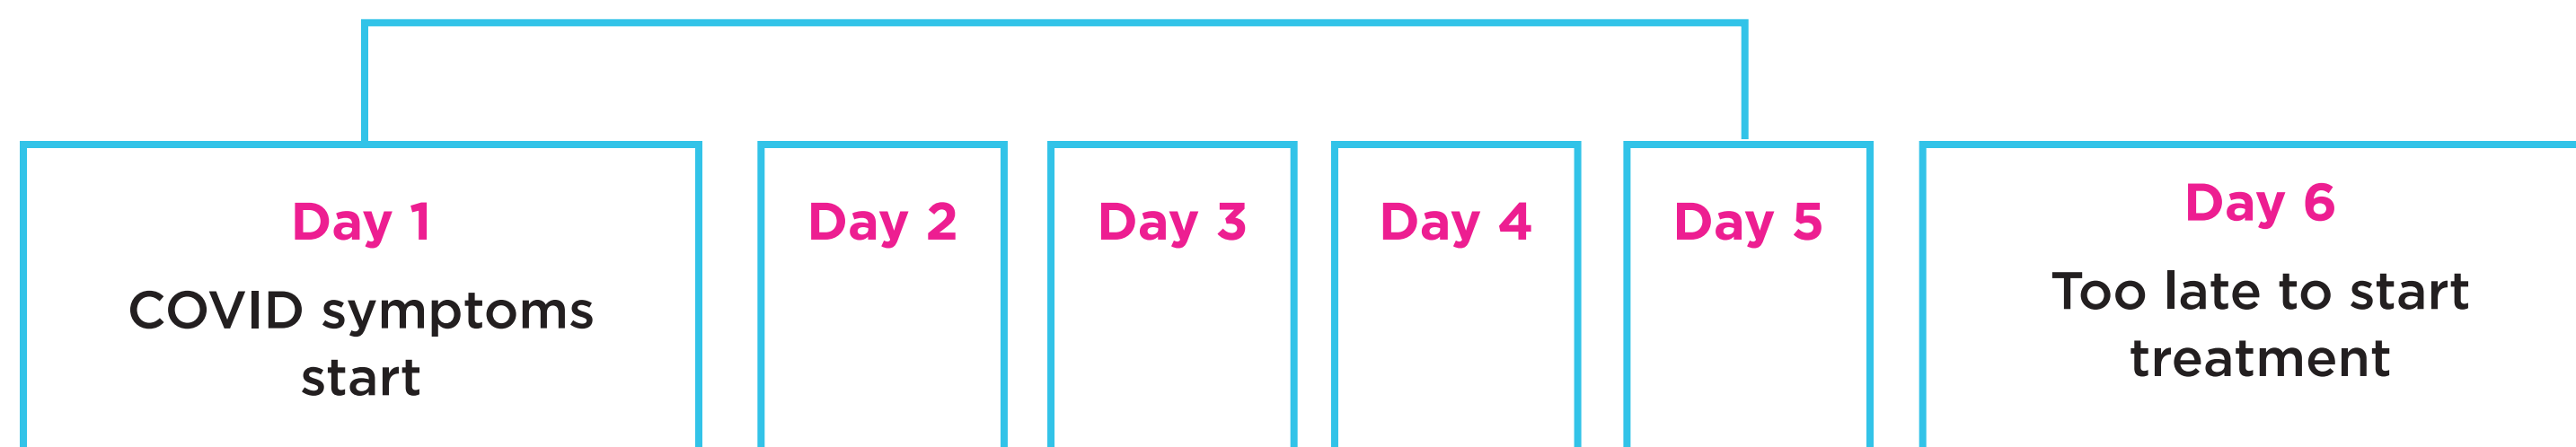 Day 1
COVID symptoms
start
Day 2
Day 3
Day 4
Day 5
Day 6
Too late to start
treatment